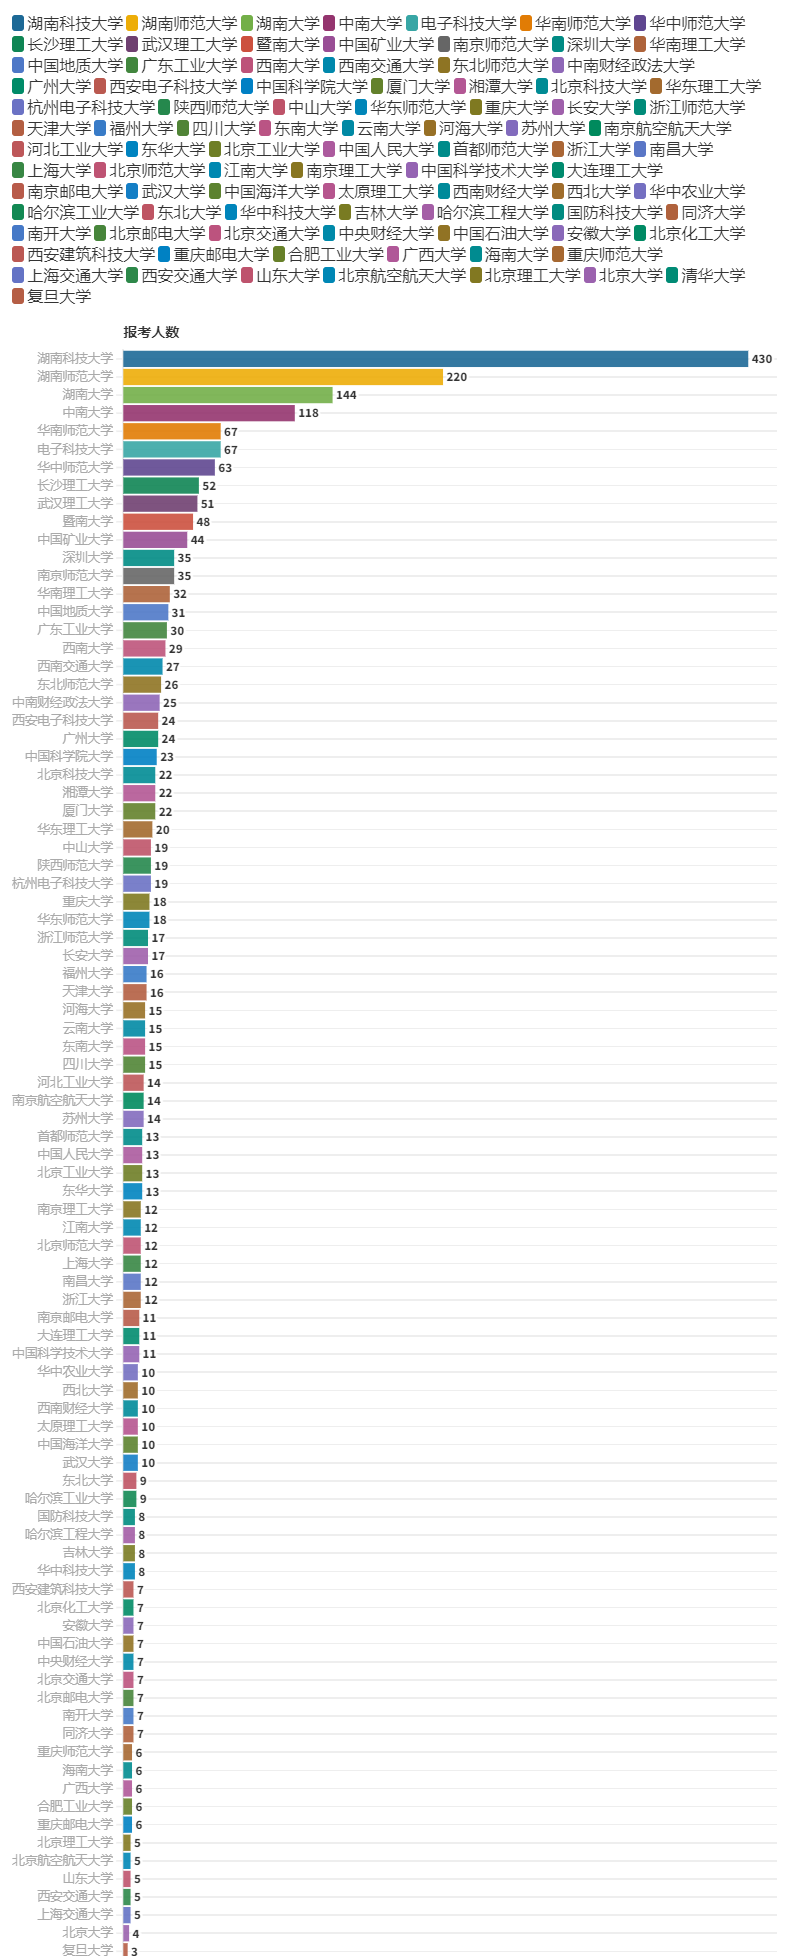 湖南科技大学 湖南师范大学 湖南大学 中南大学 电子科技大学 华南师范大学 华中师范大学
长沙理工大学 武汉理工大学 暨南大学 中国矿业大学 南京师范大学 深圳大学 华南理工大学
中国地质大学 广东工业大学 西南大学 西南交通大学 东北师范大学 中南财经政法大学
广州大学 西安电子科技大学 中国科学院大学 厦门大学 湘潭大学 北京科技大学 华东理工大学
杭州电子科技大学 陕西师范大学 中山大学 华东师范大学 重庆大学 长安大学 浙江师范大学
天津大学 福州大学 四川大学 东南大学 云南大学 河海大学 苏州大学 南京航空航天大学
河北工业大学 东华大学 北京工业大学 中国人民大学 首都师范大学 浙江大学 南昌大学
上海大学 北京师范大学 江南大学 南京理工大学 中国科学技术大学 大连理工大学
南京邮电大学 武汉大学 中国海洋大学 太原理工大学 西南财经大学 西北大学 华中农业大学
哈尔滨工业大学 东北大学 华中科技大学 吉林大学 哈尔滨工程大学 国防科技大学 同济大学
南开大学 北京邮电大学 北京交通大学 中央财经大学 中国石油大学 安徽大学 北京化工大学
西安建筑科技大学 重庆邮电大学 合肥工业大学 广西大学 海南大学 重庆师范大学
上海交通大学 西安交通大学 山东大学 北京航空航天大学 北京理工大学 北京大学 清华大学
复旦大学
报考人数
湖南科技大学 430
湖南师范大学 220
湖南大学 144
中南大学 118
华南师范大学 67
电子科技大学 67
华中师范大学 63
长沙理工大学 52
武汉理工大学 51
暨南大学 48
中国矿业大学 44
深圳大学 35
南京师范大学 35
华南理工大学 32
中国地质大学 31
广东工业大学 30
西南大学 29
西南交通大学 27
东北师范大学 26
中南财经政法大学 25
西安电子科技大学 24
广州大学 24
中国科学院大学 23
北京科技大学 22
湘潭大学 22
厦门大学 22
华东理工大学 20
中山大学 19
陕西师范大学 19
杭州电子科技大学 19
重庆大学 18
华东师范大学 18
浙江师范大学 17
长安大学 17
福州大学 16
天津大学 16
河海大学 15
云南大学 15
东南大学 15
四川大学 15
河北工业大学 14
南京航空航天大学 14
苏州大学 14
首都师范大学 13
中国人民大学 13
北京工业大学 13
东华大学 13
南京理工大学 12
江南大学 12
北京师范大学 12
上海大学 12
南昌大学 12
浙江大学 12
南京邮电大学 11
大连理工大学 11
中国科学技术大学 11
华中农业大学 10
西北大学 10
西南财经大学 10
太原理工大学 10
中国海洋大学 10
武汉大学 10
东北大学 9
哈尔滨工业大学 9
国防科技大学 8
哈尔滨工程大学 8
吉林大学 8
华中科技大学 8
西安建筑科技大学 7
北京化工大学 7
安徽大学 7
中国石油大学 7
中央财经大学 7
北京交通大学 7
北京邮电大学 7
南开大学 7
同济大学 7
重庆师范大学 6
海南大学 6
广西大学 6
合肥工业大学 6
重庆邮电大学 6
北京理工大学 5
北京航空航天大学 5
山东大学 5
西安交通大学 5
上海交通大学 5
北京大学 4
复旦大学 3